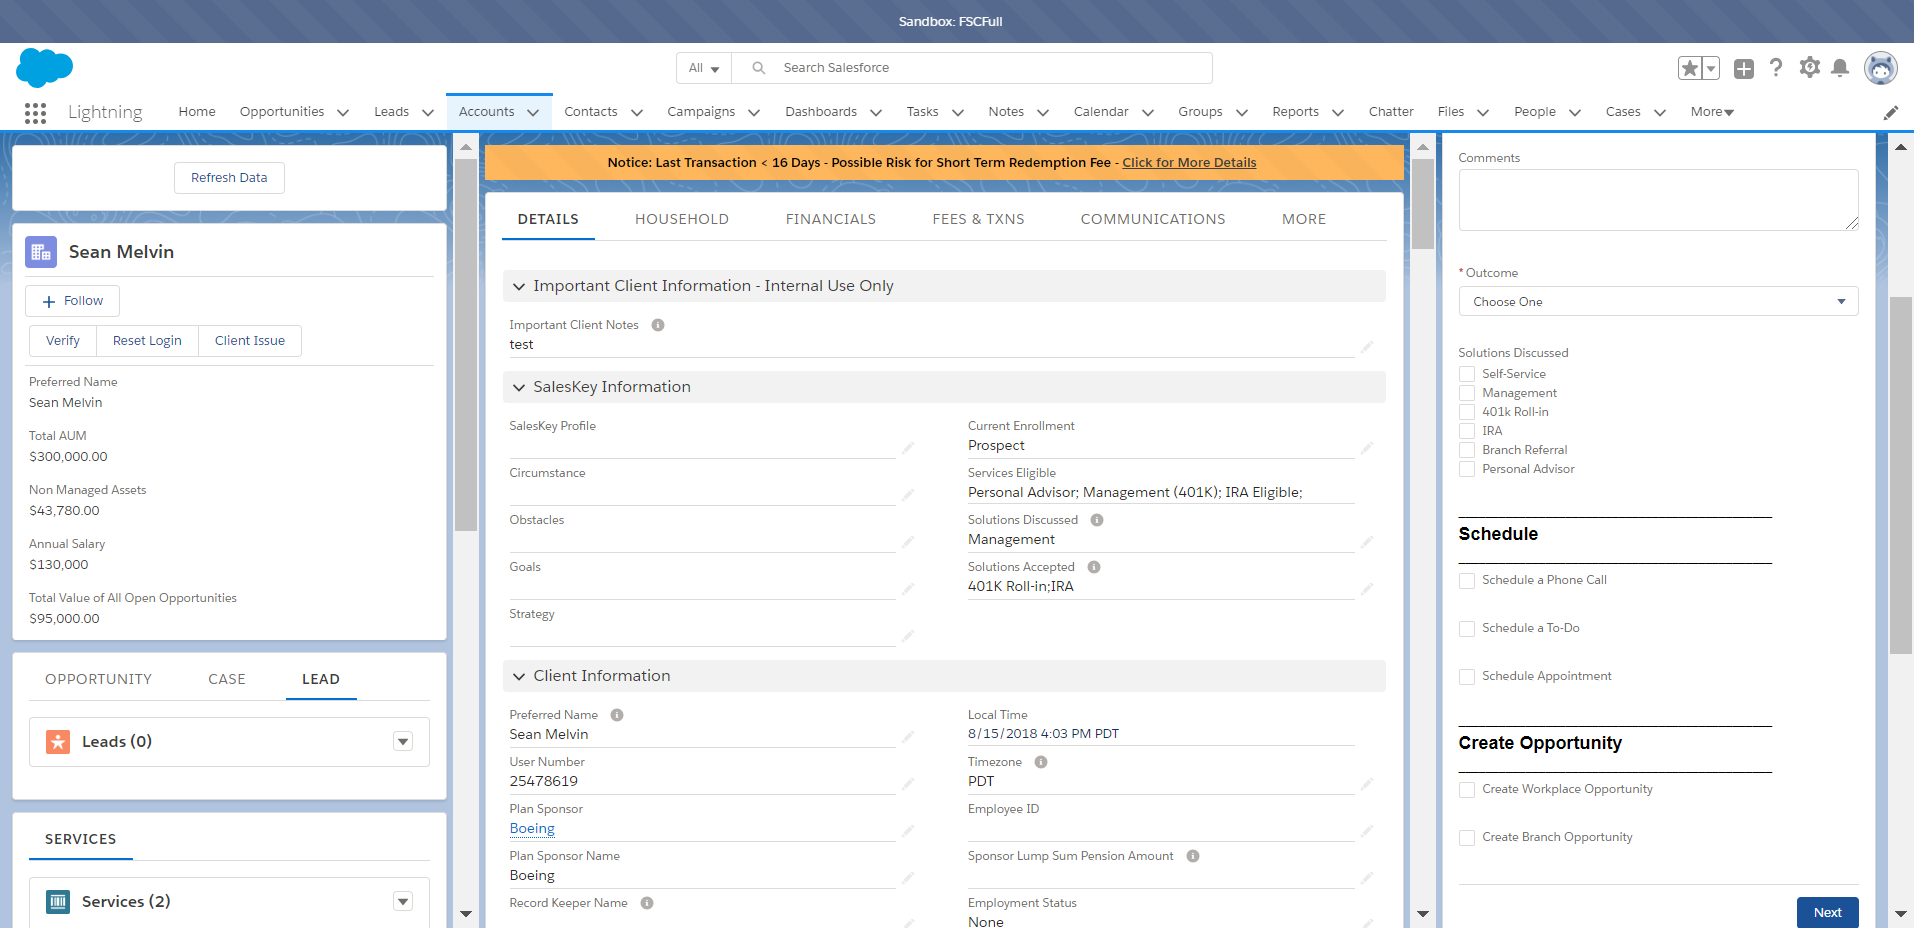 Sandbox: FSCFull
All
Search Salesforce
Lightning
Home
Opportunities
Leads
Accounts
Contacts
Campaigns
Dashboards
Tasks
Notes
Calendar
Groups
Reports
Chatter
Files
People
Cases
More
Refresh Data
Sean Melvin
+ Follow
Verify
Reset Login
Client Issue
Preferred Name
Sean Melvin
Total AUM
$300,000.00
Non Managed Assets
$43,780.00
Annual Salary
$130,000
Total Value of All Open Opportunities
$95,000.00
OPPORTUNITY
CASE
LEAD
Leads (0)
SERVICES
Services (2)
Notice: Last Transaction < 16 Days - Possible Risk for Short Term Redemption Fee - Click for More Details
DETAILS
HOUSEHOLD
FINANCIALS
FEES & TXNS
COMMUNICATIONS
MORE
Important Client Information - Internal Use Only
Important Client Notes
test
SalesKey Information
SalesKey Profile
Circumstance
Obstacles
Goals
Strategy
Current Enrollment
Prospect
Services Eligible
Personal Advisor; Management (401K); IRA Eligible;
Solutions Discussed
Management
Solutions Accepted
401K Roll-in;IRA
Client Information
Preferred Name
Sean Melvin
User Number
25478619
Plan Sponsor
Boeing
Plan Sponsor Name
Boeing
Record Keeper Name
Local Time
8/15/2018 4:03 PM PDT
Timezone
PDT
Employee ID
Sponsor Lump Sum Pension Amount
Employment Status
None
Comments
* Outcome
Choose One
Solutions Discussed
Self-Service
Management
401k Roll-in
IRA
Branch Referral
Personal Advisor
Schedule
Schedule a Phone Call
Schedule a To-Do
Schedule Appointment
Create Opportunity
Create Workplace Opportunity
Create Branch Opportunity
Next